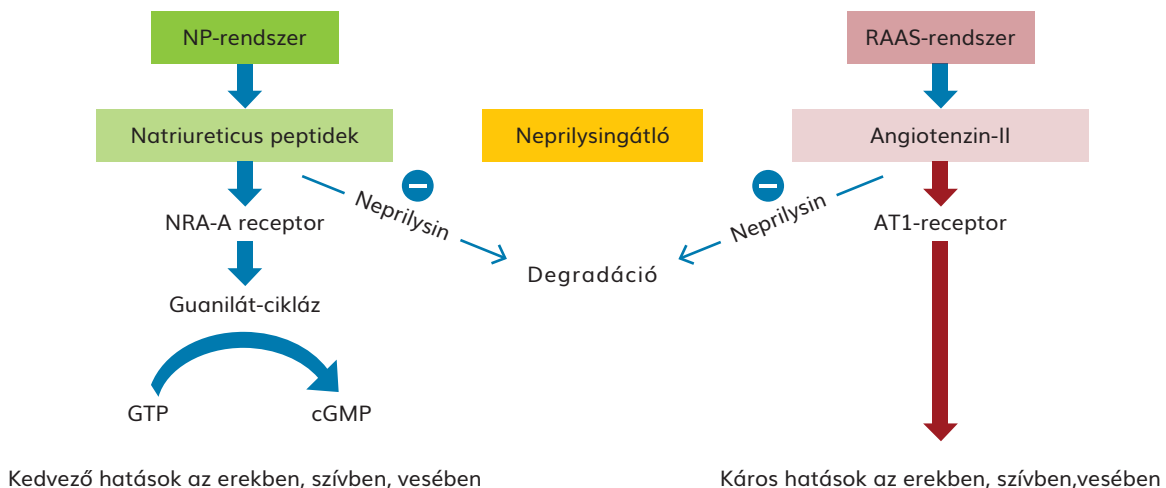 NP-rendszer
RAAS-rendszer
Natriureticus peptidek
Neprilysingátló
Angiotenzin-II
Neprilysin
Neprilysin
NRA-A receptor
AT1-receptor
Degradáció
Guanilát-cikláz
GTP
cGMP
Kedvező hatások az erekben, szívben, vesében
Káros hatások az erekben, szívben,vesében